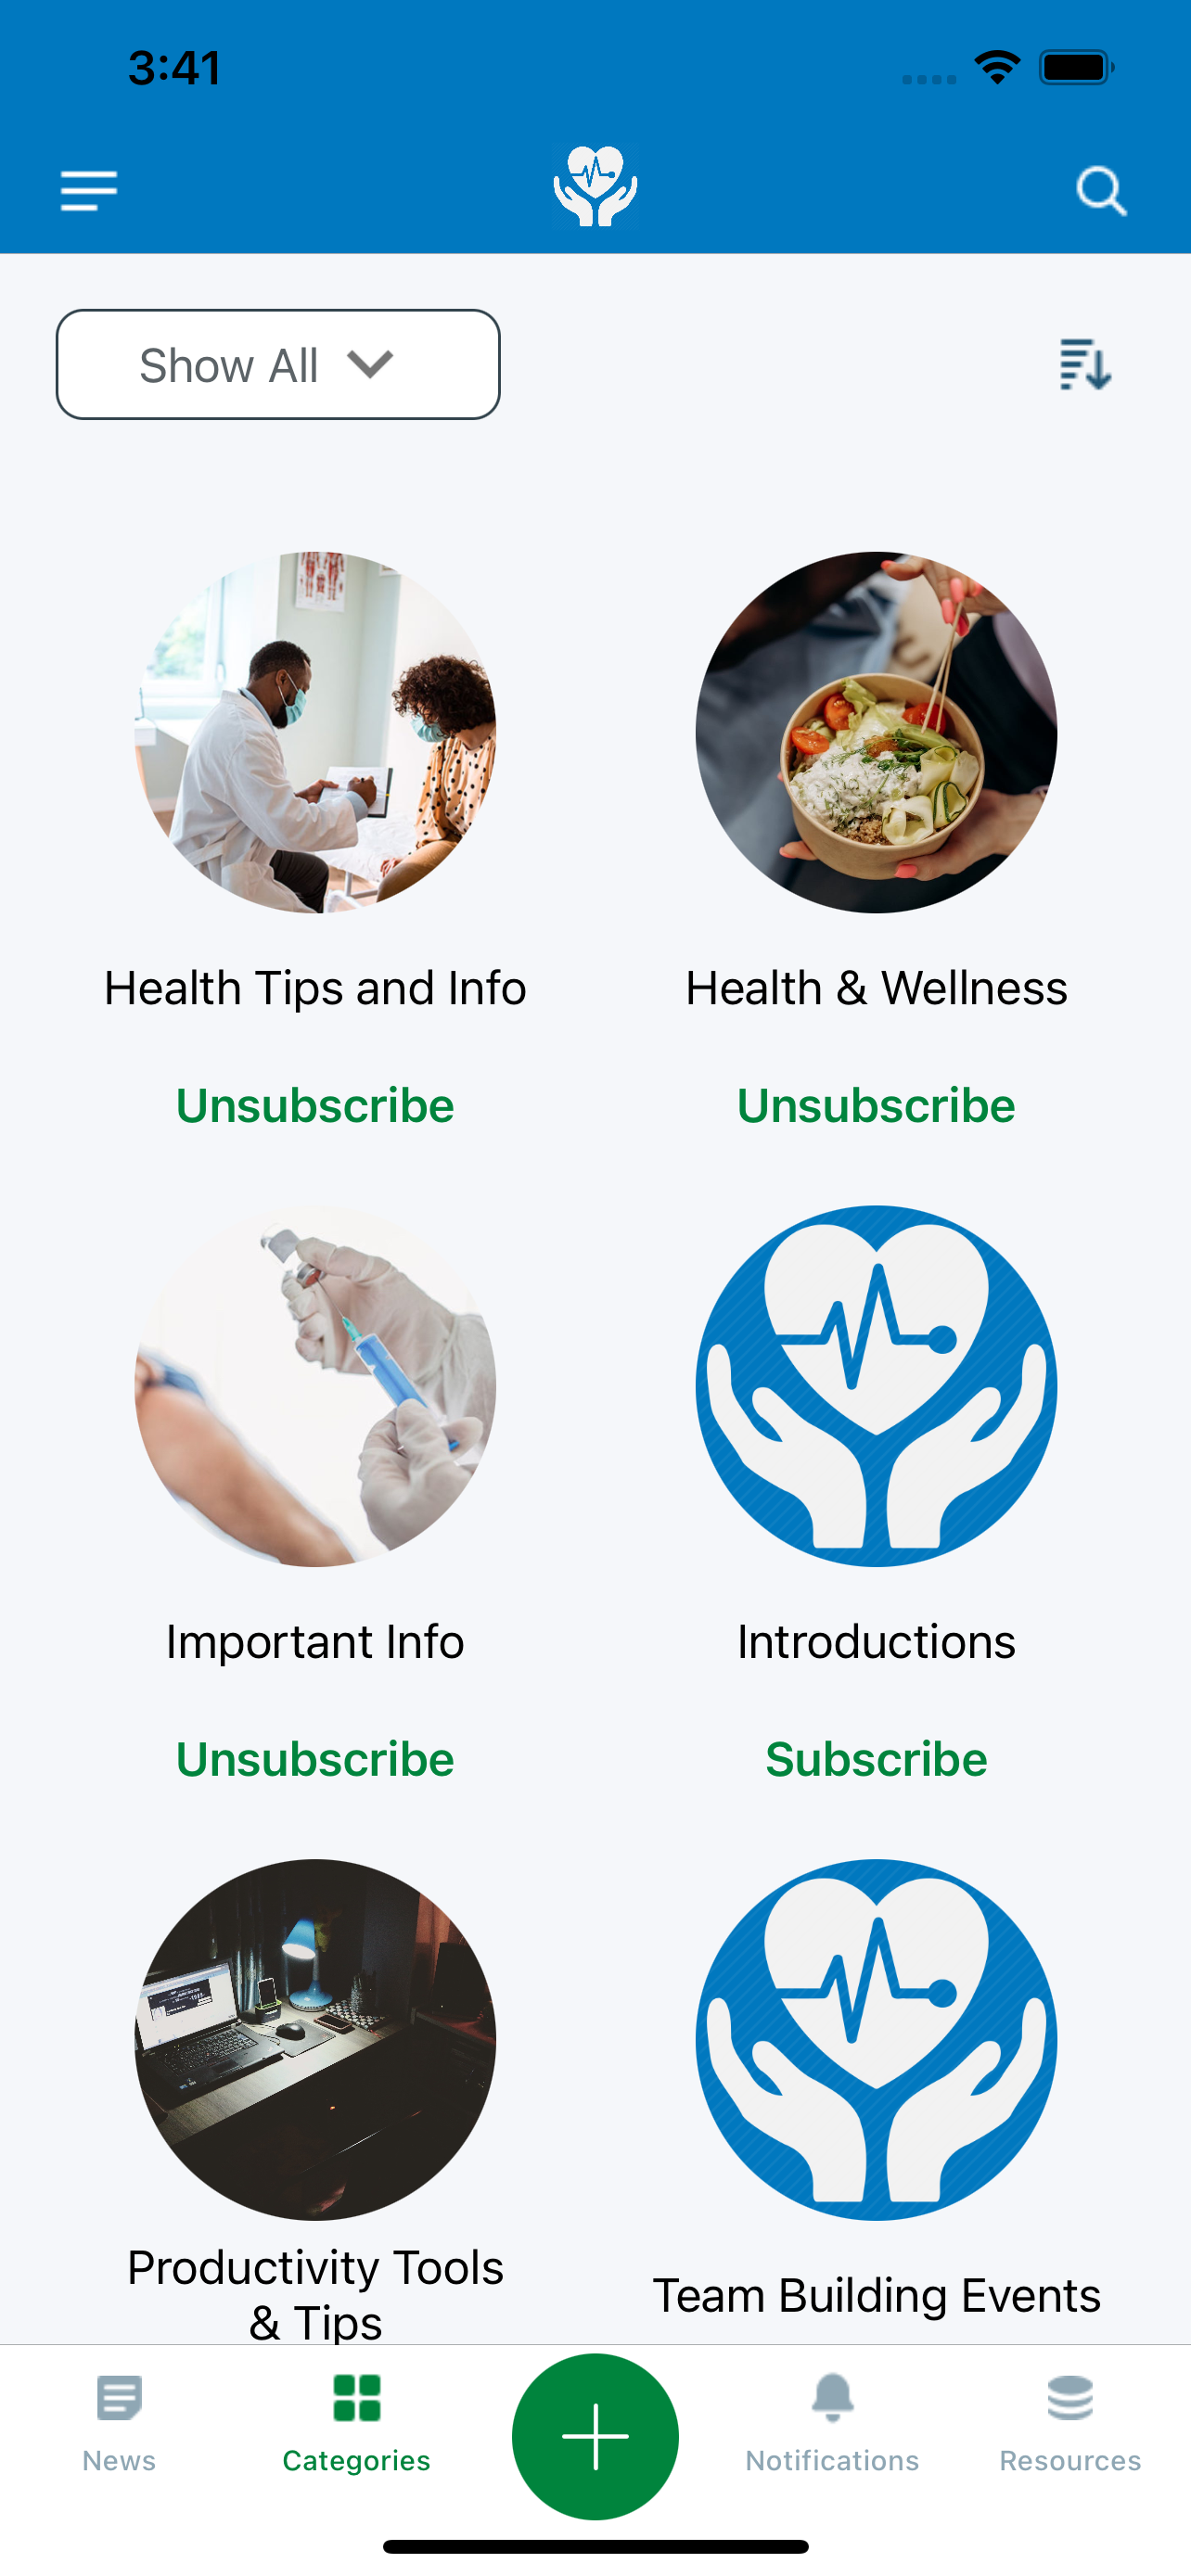 3:41
Show All
Health Tips and Info
Health & Wellness
Unsubscribe
Unsubscribe
Important Info
Introductions
Unsubscribe
Subscribe
Productivity Tools
& Tips
Team Building Events
News
Categories
Notifications
Resources